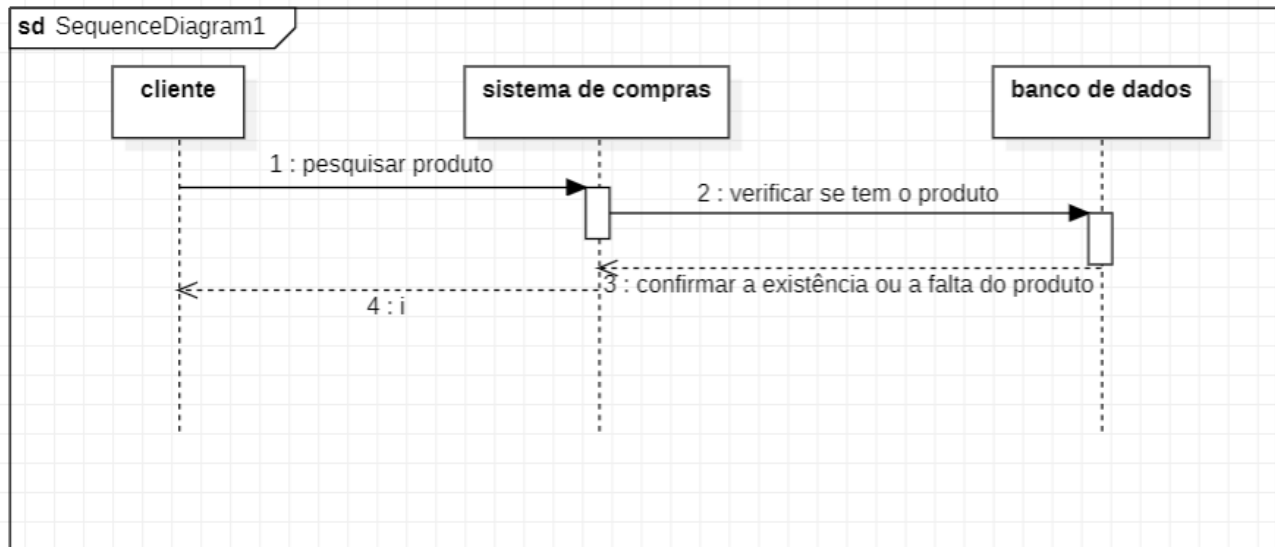 sd SequenceDiagram1
cliente
sistema de compras
banco de dados
1 : pesquisar produto
2 : verificar se tem o produto
3 : confirmar a existência ou a falta do produto
4 : i